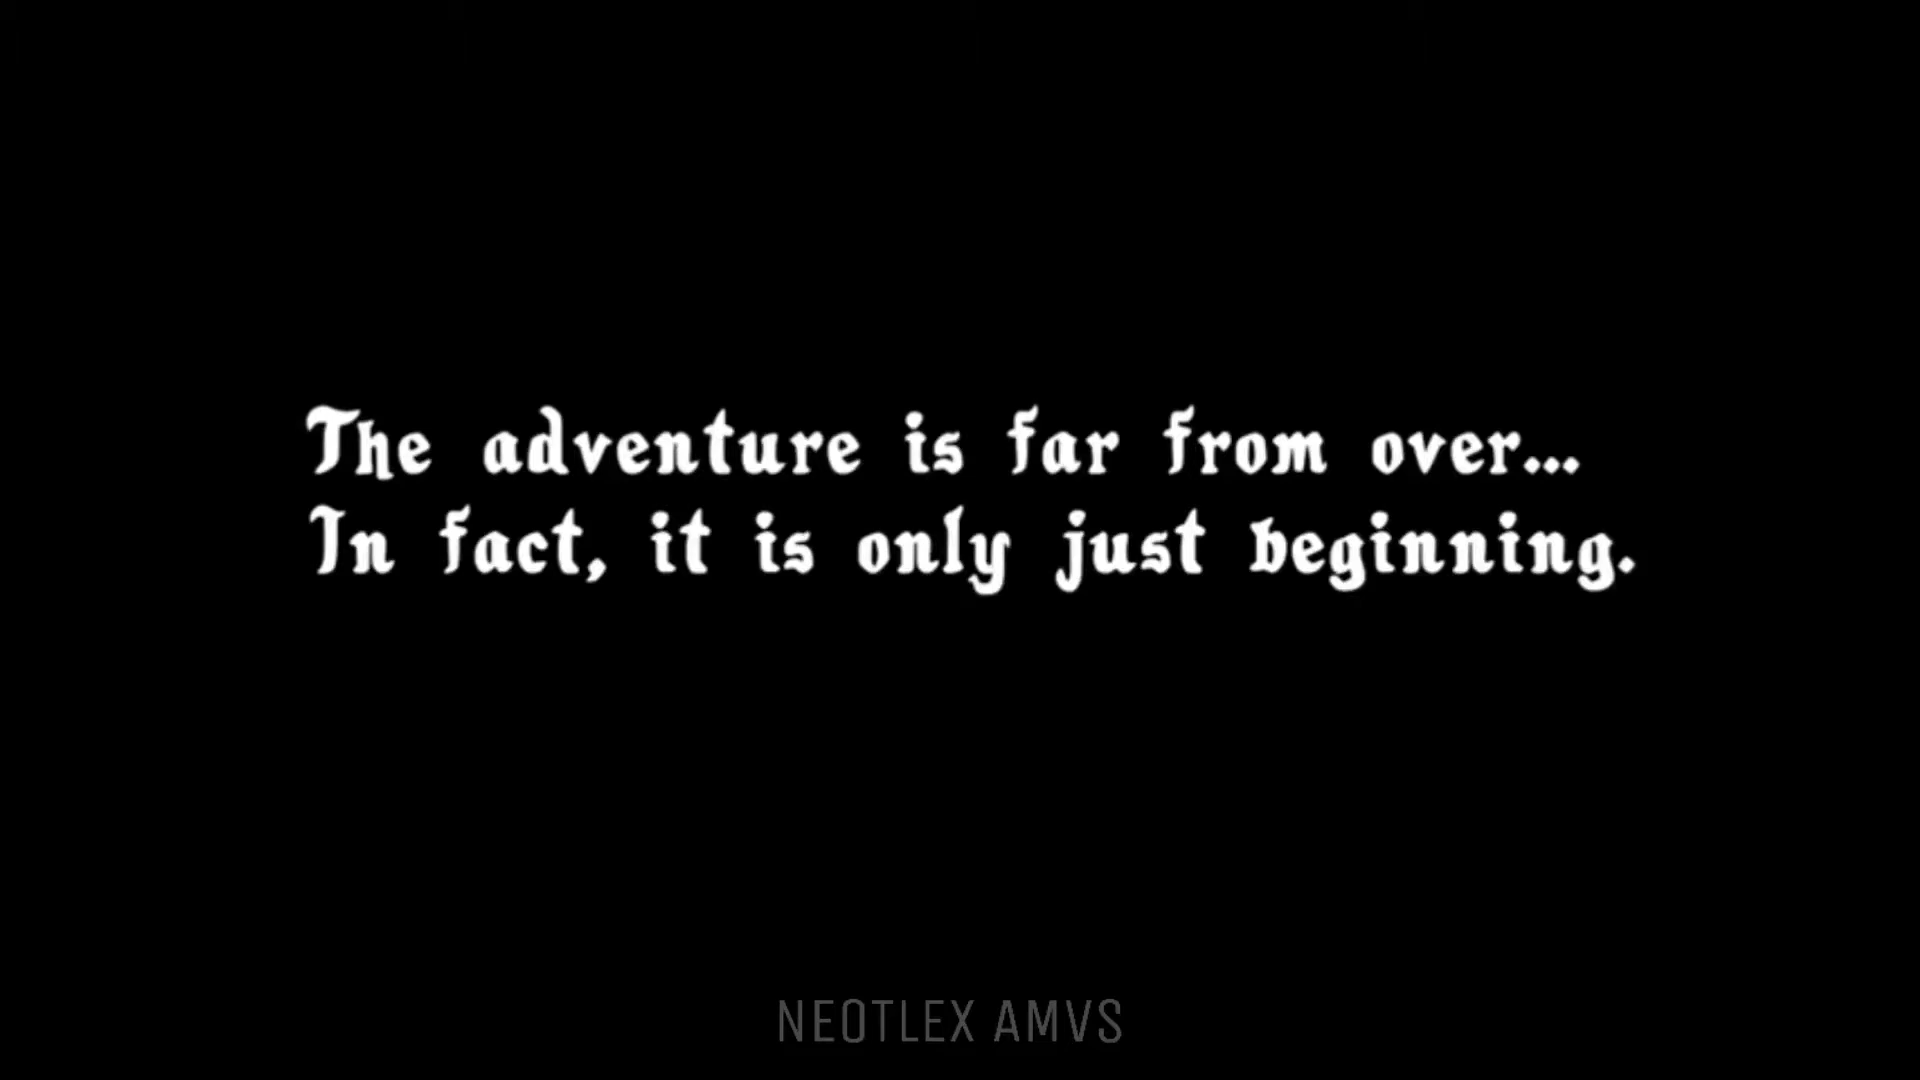 The adventure is far from over...
In fact, it is only just beginning.
NEOTLEX AMVS